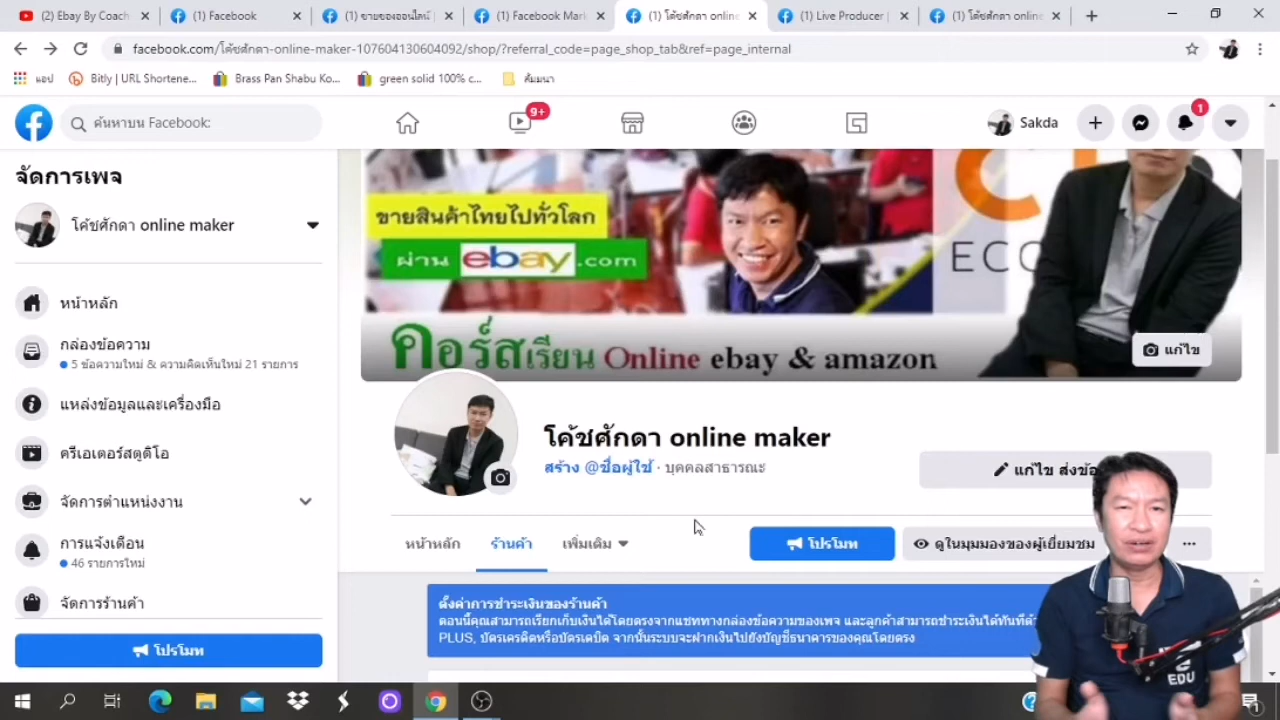 (2) Ebay By Coach
(1) Facebook
(1) ขายของออนไลน์
(1) Facebook Mark
(1) โค้ชศักดา online
(1) Live Producer
(1) โค้ชศักดา online
facebook.com/โค้ชศักดา-online-maker-107604130604092/shop/?referral_code=page_shop_tab&ref=page_internal
แอป
Bitly | URL Shortene...
Brass Pan Shabu Ko...
green solid 100% c...
สัมมนา
ค้นหาบน Facebook:
9+
Sakda
1
จัดการเพจ
โค้ชศักดา online maker
หน้าหลัก
กล่องข้อความ
5 ข้อความใหม่ & ความคิดเห็นใหม่ 21 รายการ
แหล่งข้อมูลและเครื่องมือ
ครีเอเตอร์สตูดิโอ
จัดการตำแหน่งงาน
การแจ้งเตือน
46 รายการใหม่
จัดการร้านค้า
โปรโมท
ขายสินค้าไทยไปทั่วโลก
ผ่าน ebay.com
คอร์สเรียน Online ebay & amazon
แก้ไข
โค้ชศักดา online maker
สร้าง @ชื่อผู้ใช้ · บุคคลสาธารณะ
แก้ไข ส่งข้อ
หน้าหลัก
ร้านค้า
เพิ่มเติม
โปรโมท
ดูในมุมมองของผู้เยี่ยมชม
ตั้งค่าการชำระเงินของร้านค้า
ตอนนี้คุณสามารถเรียกเก็บเงินได้โดยตรงจากแชททางกล่องข้อความของเพจ และลูกค้าสามารถชำระเงินได้ทันที
PLUS, บัตรเครดิตหรือบัตรเดบิต จากนั้นระบบจะฝากเงินไปยังบัญชีธนาคารของคุณโดยตรง
EDU